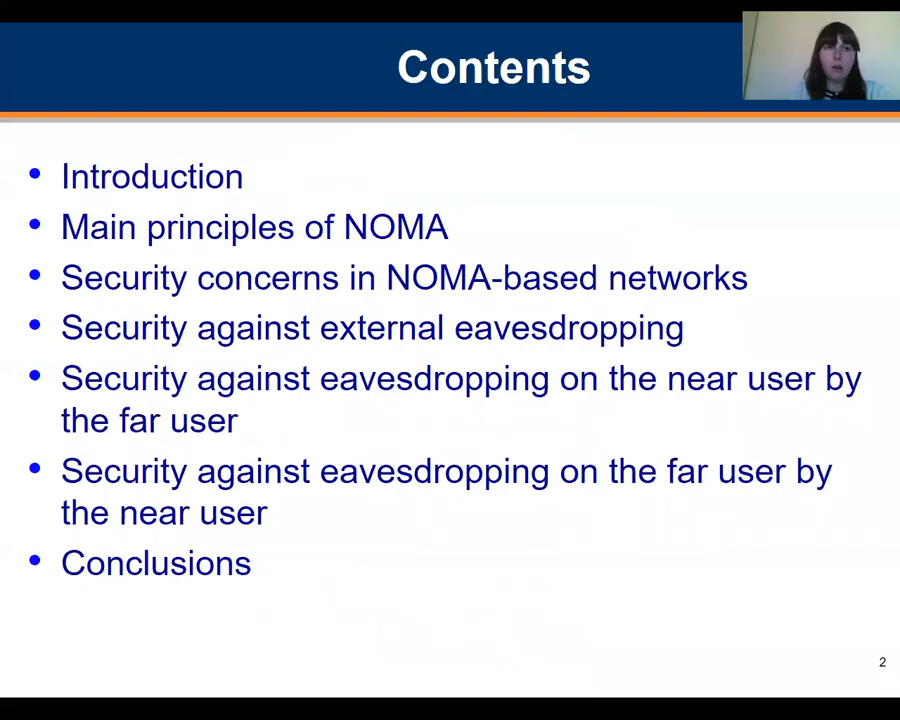 Contents
• Introduction
• Main principles of NOMA
• Security concerns in NOMA-based networks
• Security against external eavesdropping
• Security against eavesdropping on the near user by
the far user
• Security against eavesdropping on the far user by
the near user
• Conclusions
2